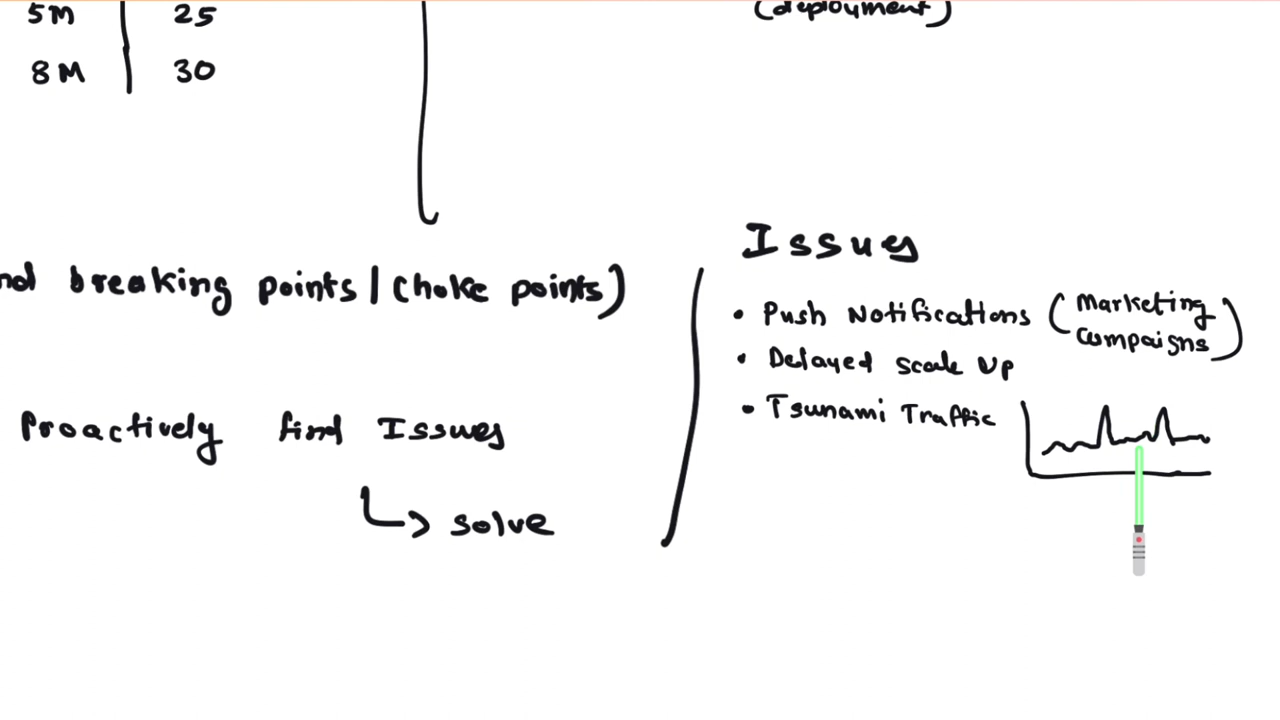 5M 25
(deployment)
8M 30
Issues
nd breaking points/choke points)
• Push Notifications (Marketing
Campaigns)
• Delayed Scale Up
• Tsunami Traffic
Proactively find Issues
↳ solve